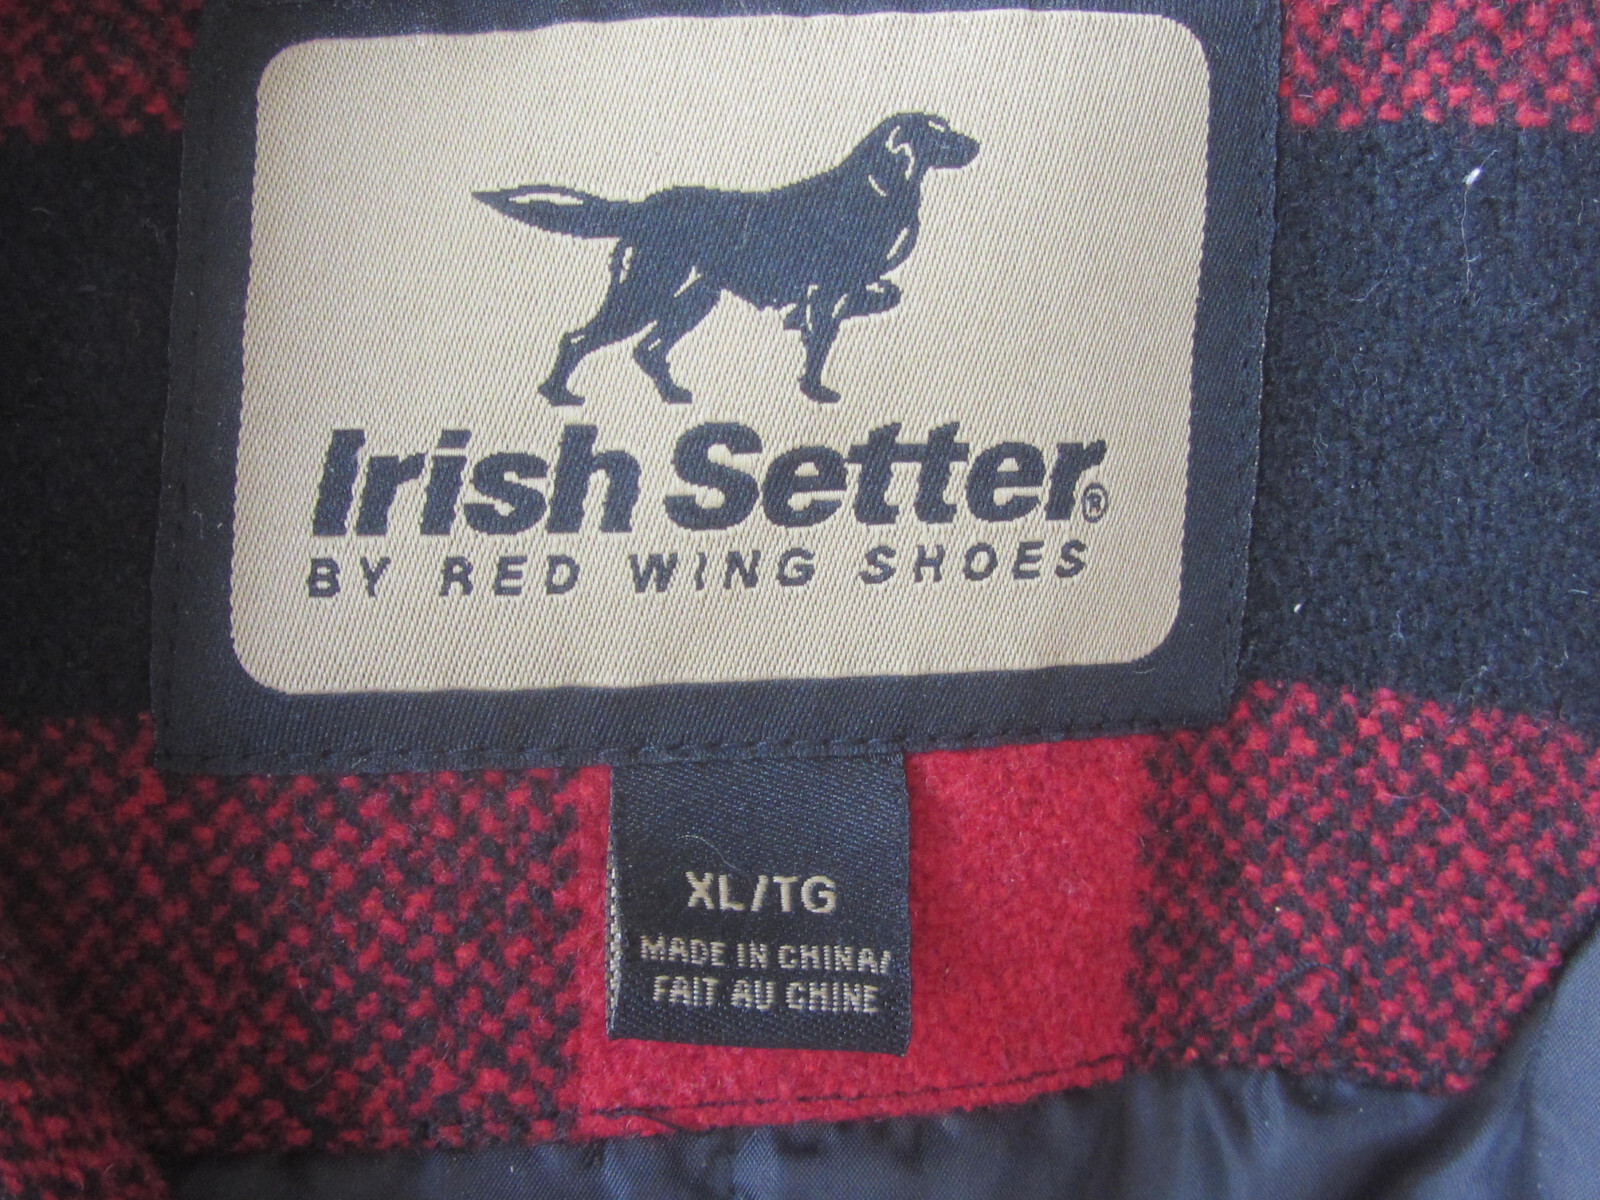 Irish Setter®
BY RED WING SHOES
XL/TG
MADE IN CHINA/
FAIT AU CHINE